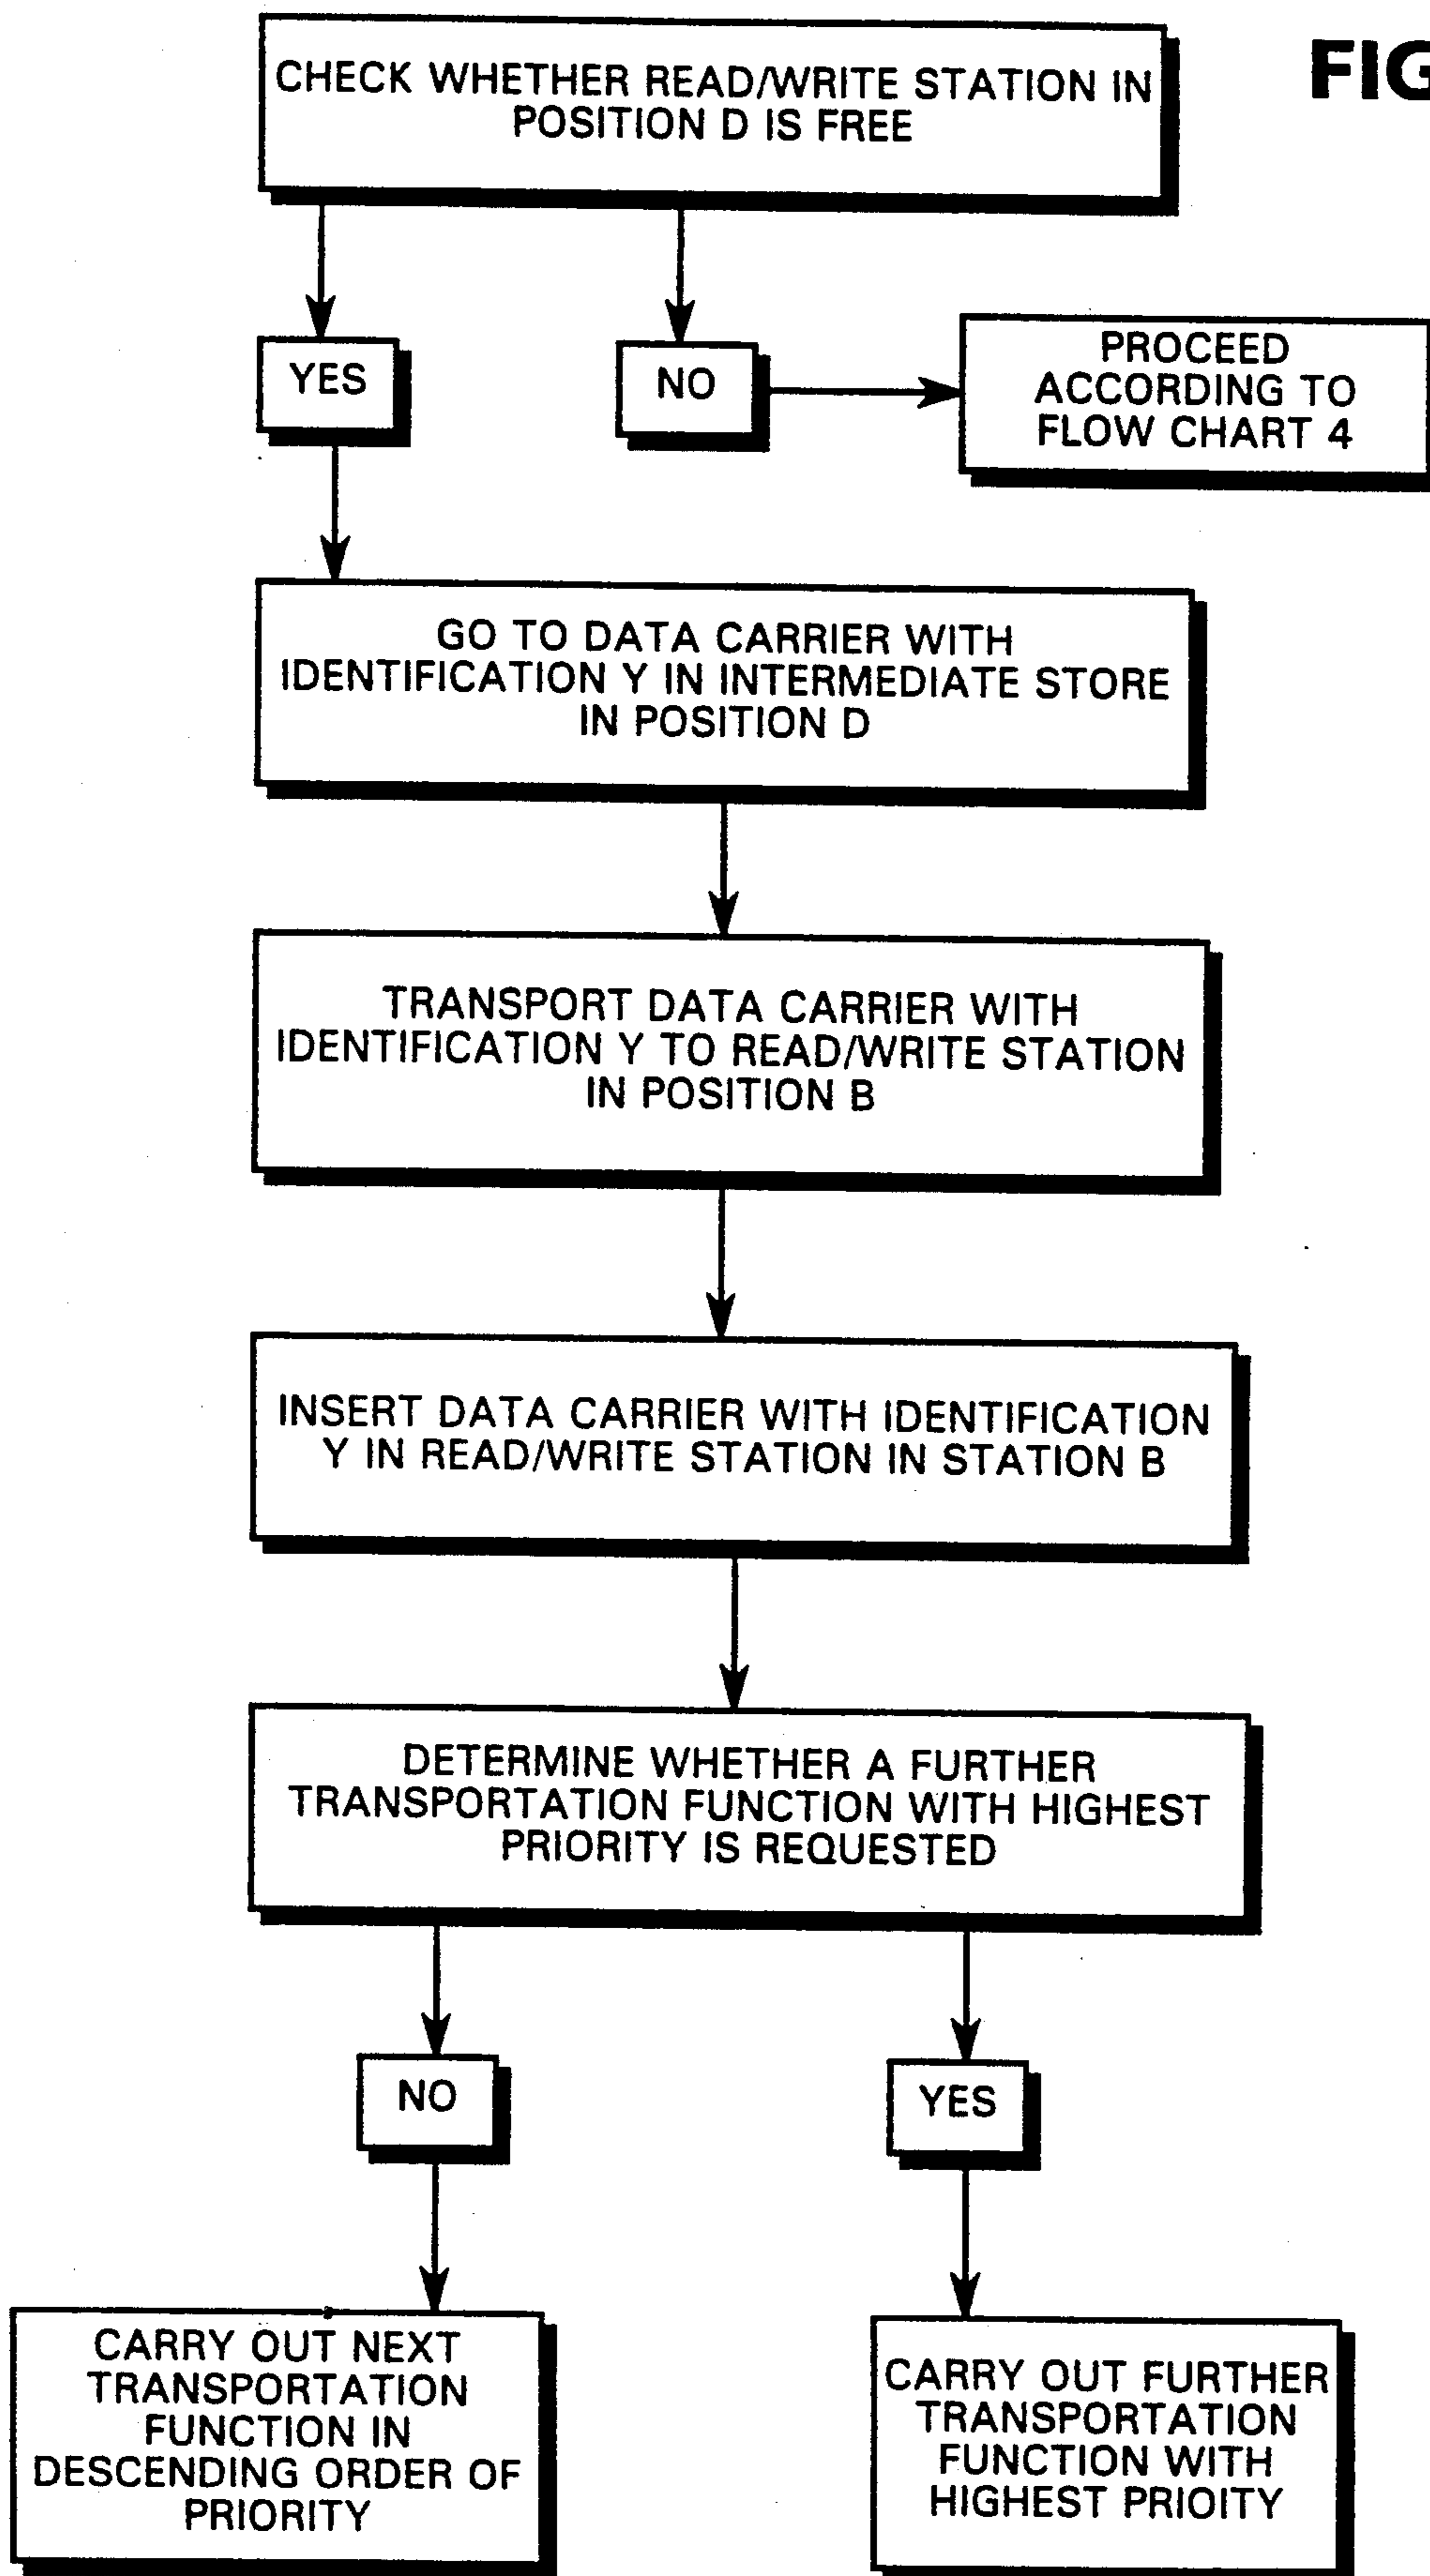 FIG
CHECK WHETHER READ/WRITE STATION IN
POSITION D IS FREE
YES
NO
PROCEED
ACCORDING TO
FLOW CHART 4
GO TO DATA CARRIER WITH
IDENTIFICATION Y IN INTERMEDIATE STORE
IN POSITION D
TRANSPORT DATA CARRIER WITH
IDENTIFICATION Y TO READ/WRITE STATION
IN POSITION B
INSERT DATA CARRIER WITH IDENTIFICATION
Y IN READ/WRITE STATION IN STATION B
DETERMINE WHETHER A FURTHER
TRANSPORTATION FUNCTION WITH HIGHEST
PRIORITY IS REQUESTED
NO
YES
CARRY OUT NEXT
TRANSPORTATION
FUNCTION IN
DESCENDING ORDER OF
PRIORITY
CARRY OUT FURTHER
TRANSPORTATION
FUNCTION WITH
HIGHEST PRIOITY